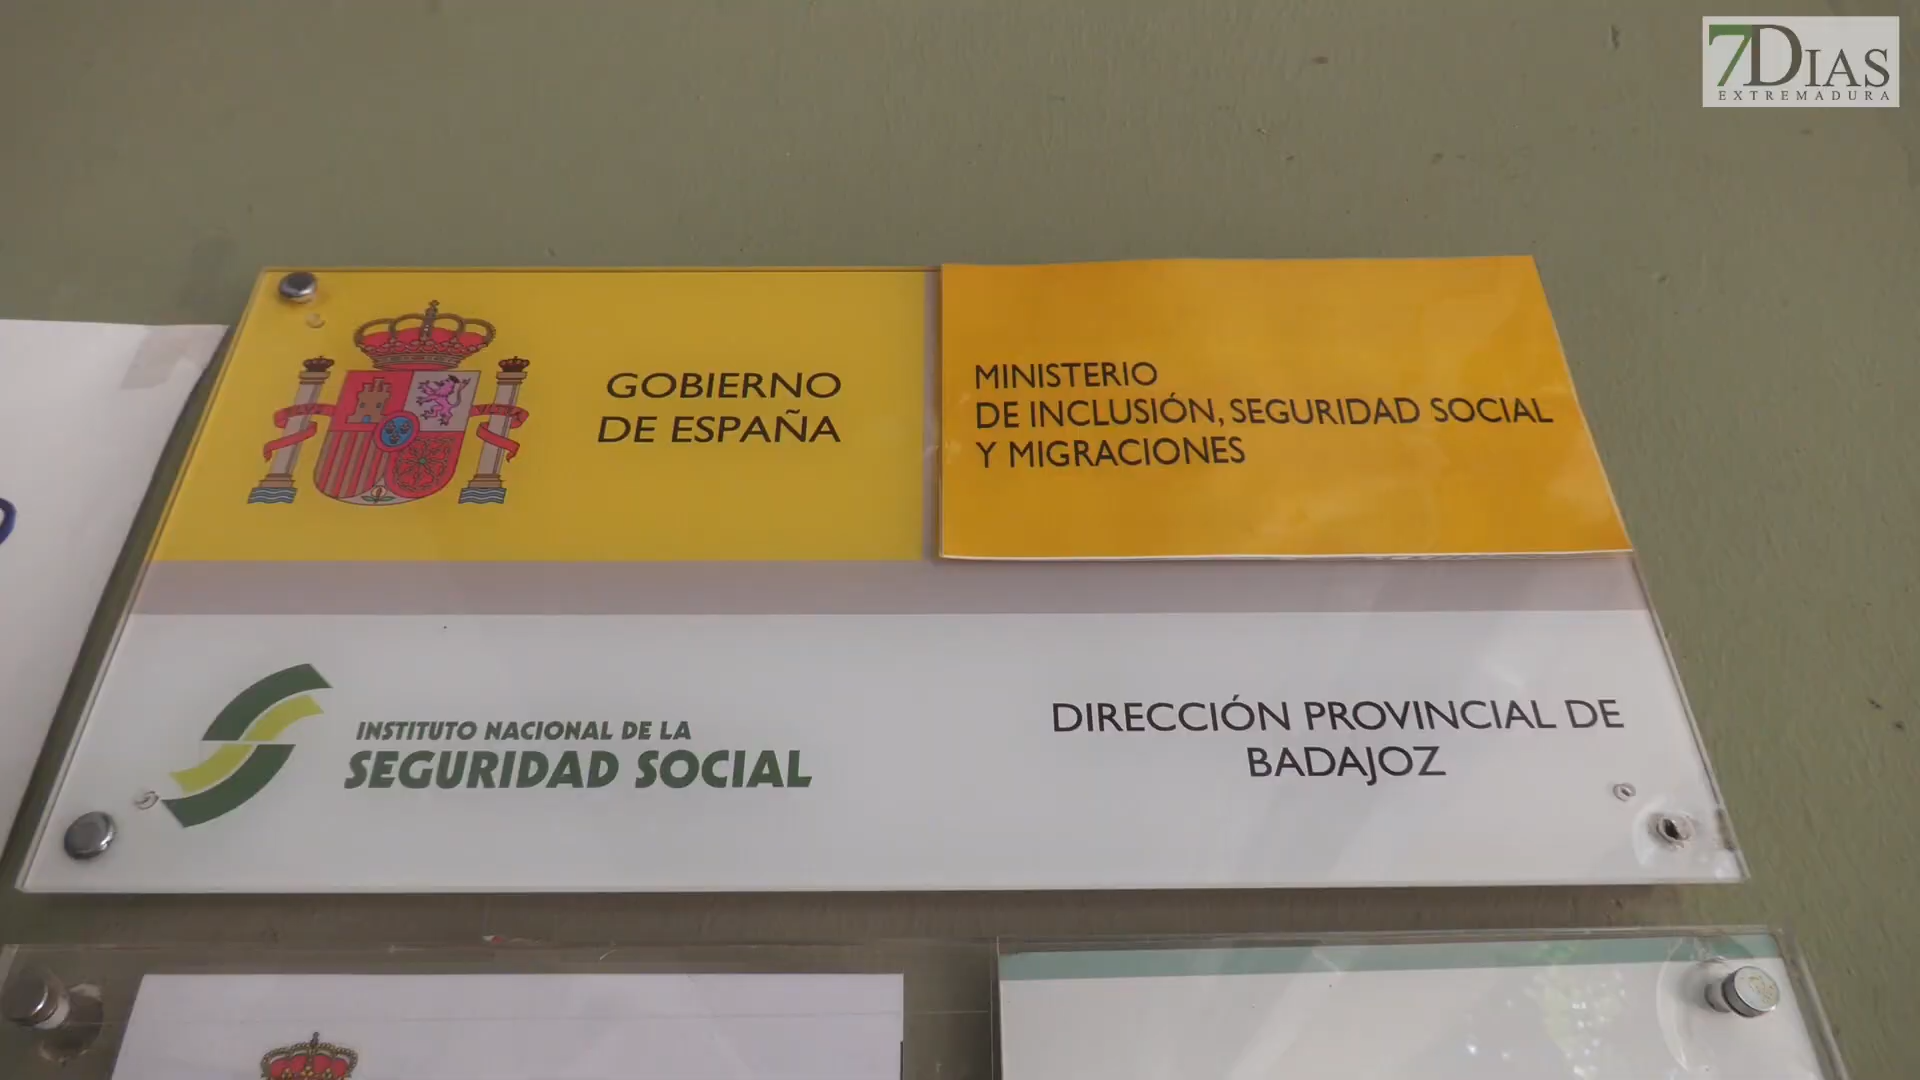 7DIAS
EXTREMADURA
GOBIERNO
DE ESPAÑA
MINISTERIO
DE INCLUSIÓN, SEGURIDAD SOCIAL
Y MIGRACIONES
INSTITUTO NACIONAL DE LA
SEGURIDAD SOCIAL
DIRECCIÓN PROVINCIAL DE
BADAJOZ